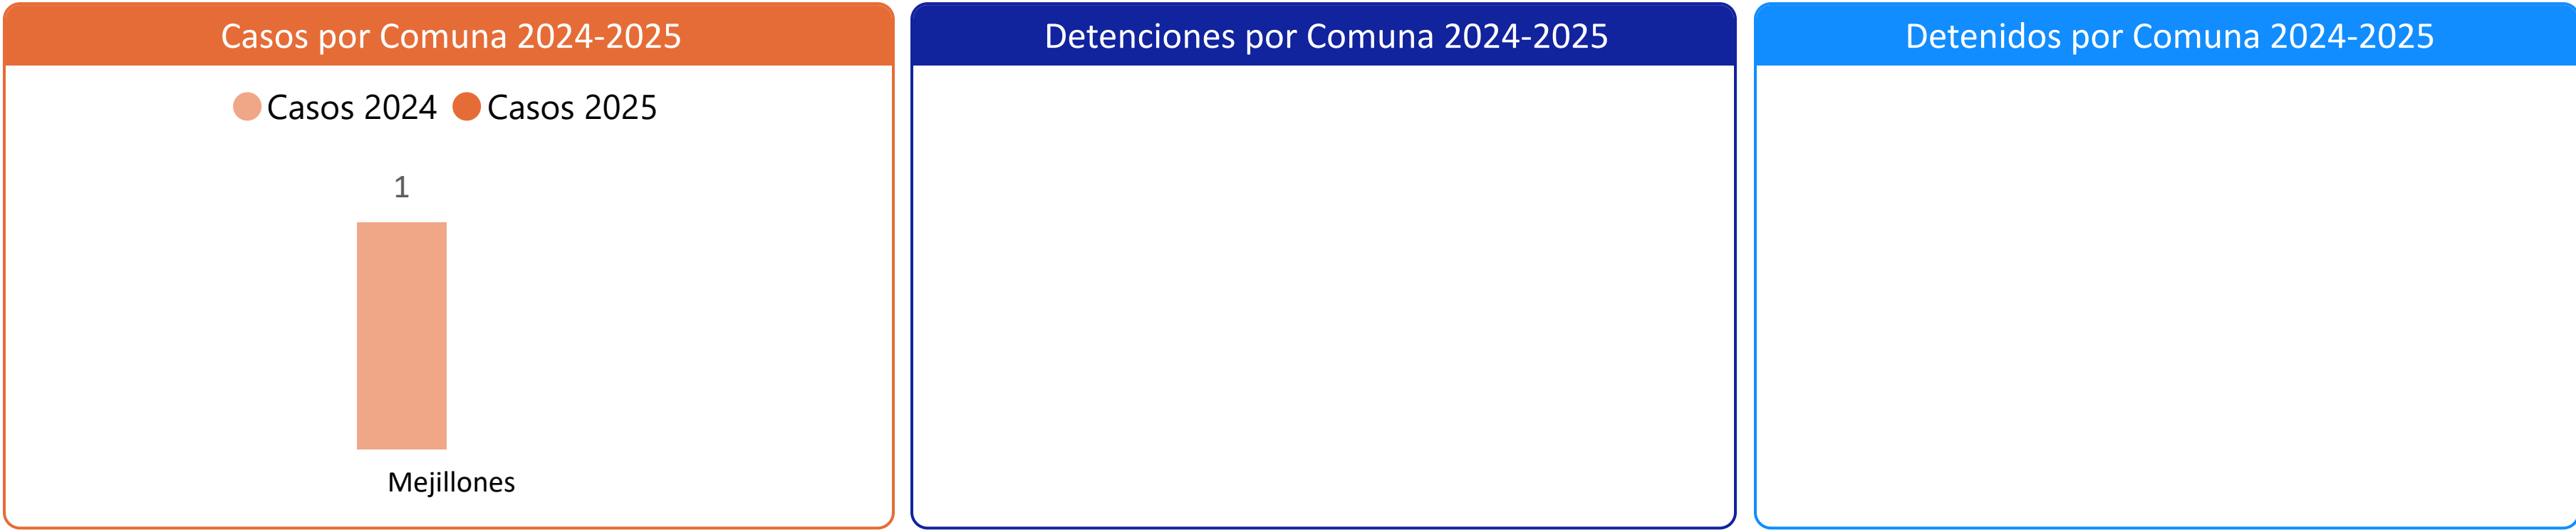 Casos por Comuna 2024-2025
Casos 2024 Casos 2025
1
Mejillones
Detenciones por Comuna 2024-2025
Detenidos por Comuna 2024-2025